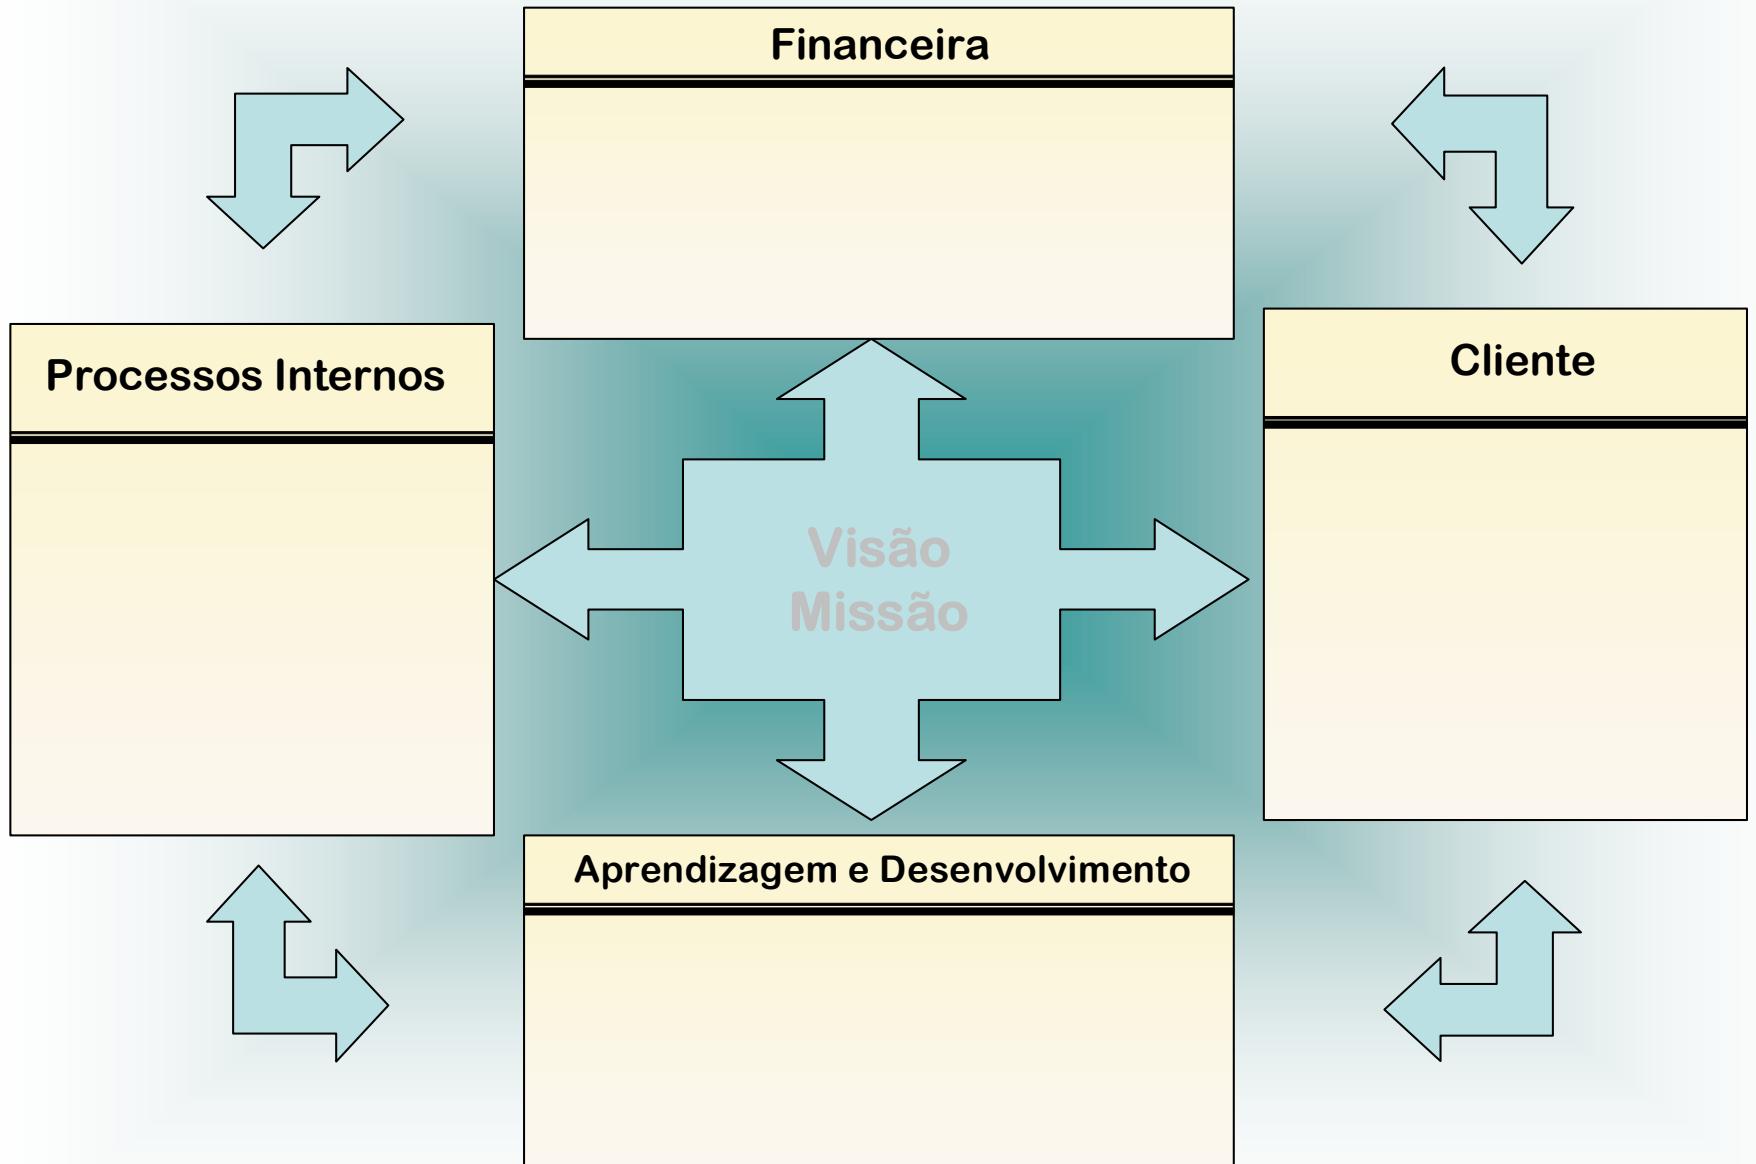 Financeira
Processos Internos
Cliente
Visão
Missão
Aprendizagem e Desenvolvimento